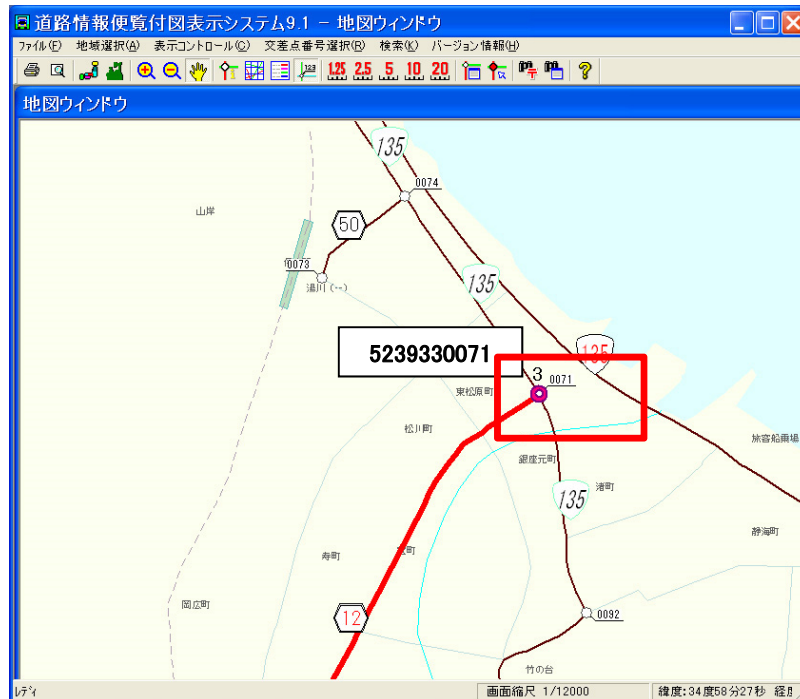 道路情報便覧付図表示システム9.1 - 地図ウィンドウ
ファイル(F) 地域選択(A) 表示コントロール(C) 交差点番号選択(R) 検索(K) バージョン情報(H)
123 1.25 2.5 5 10 20
地図ウィンドウ
135
0074
山岸
50
0073
湯川(--)
135
5239330071
135
3 0071
東松原町
松川町
旅客船乗場
銀座元町
135
渚町
静海町
寿町
町
岡広町
12
0092
竹の台
レディ
画面縮尺 1/12000
緯度:34度58分27秒